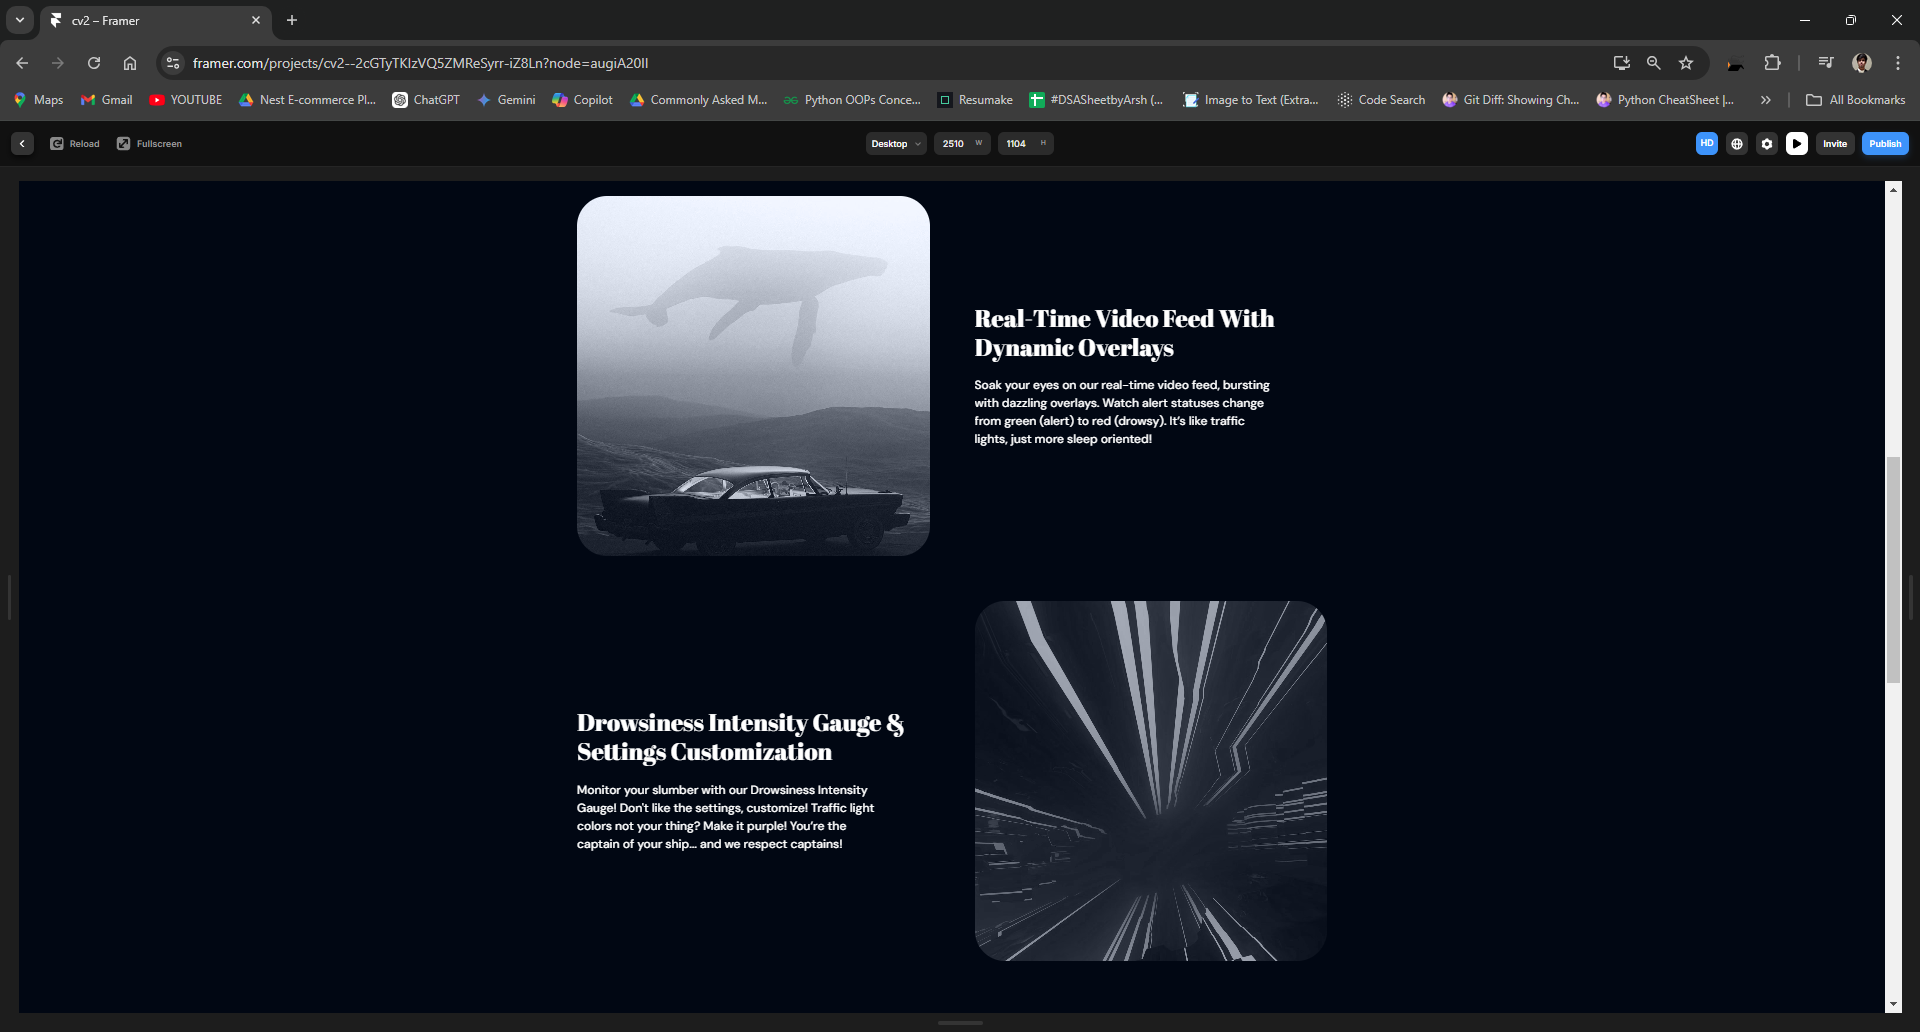 cv2 – Framer
framer.com/projects/cv2--2cGTyTKIzVQ5ZMReSyrr-iZ8Ln?node=augiA20Il
Maps
Gmail
YOUTUBE
Nest E-commerce Pl...
ChatGPT
Gemini
Copilot
Commonly Asked M...
Python OOPs Conce...
Resumake
#DSASheetbyArsh (...
Image to Text (Extra...
Code Search
Git Diff: Showing Ch...
Python CheatSheet |...
All Bookmarks
Reload
Fullscreen
Desktop
2510 W
1104 H
HD
Invite
Publish
Real-Time Video Feed With
Dynamic Overlays
Soak your eyes on our real-time video feed, bursting
with dazzling overlays. Watch alert statuses change
from green (alert) to red (drowsy). It's like traffic
lights, just more sleep oriented!
Drowsiness Intensity Gauge &
Settings Customization
Monitor your slumber with our Drowsiness Intensity
Gauge! Don't like the settings, customize! Traffic light
colors not your thing? Make it purple! You're the
captain of your ship... and we respect captains!